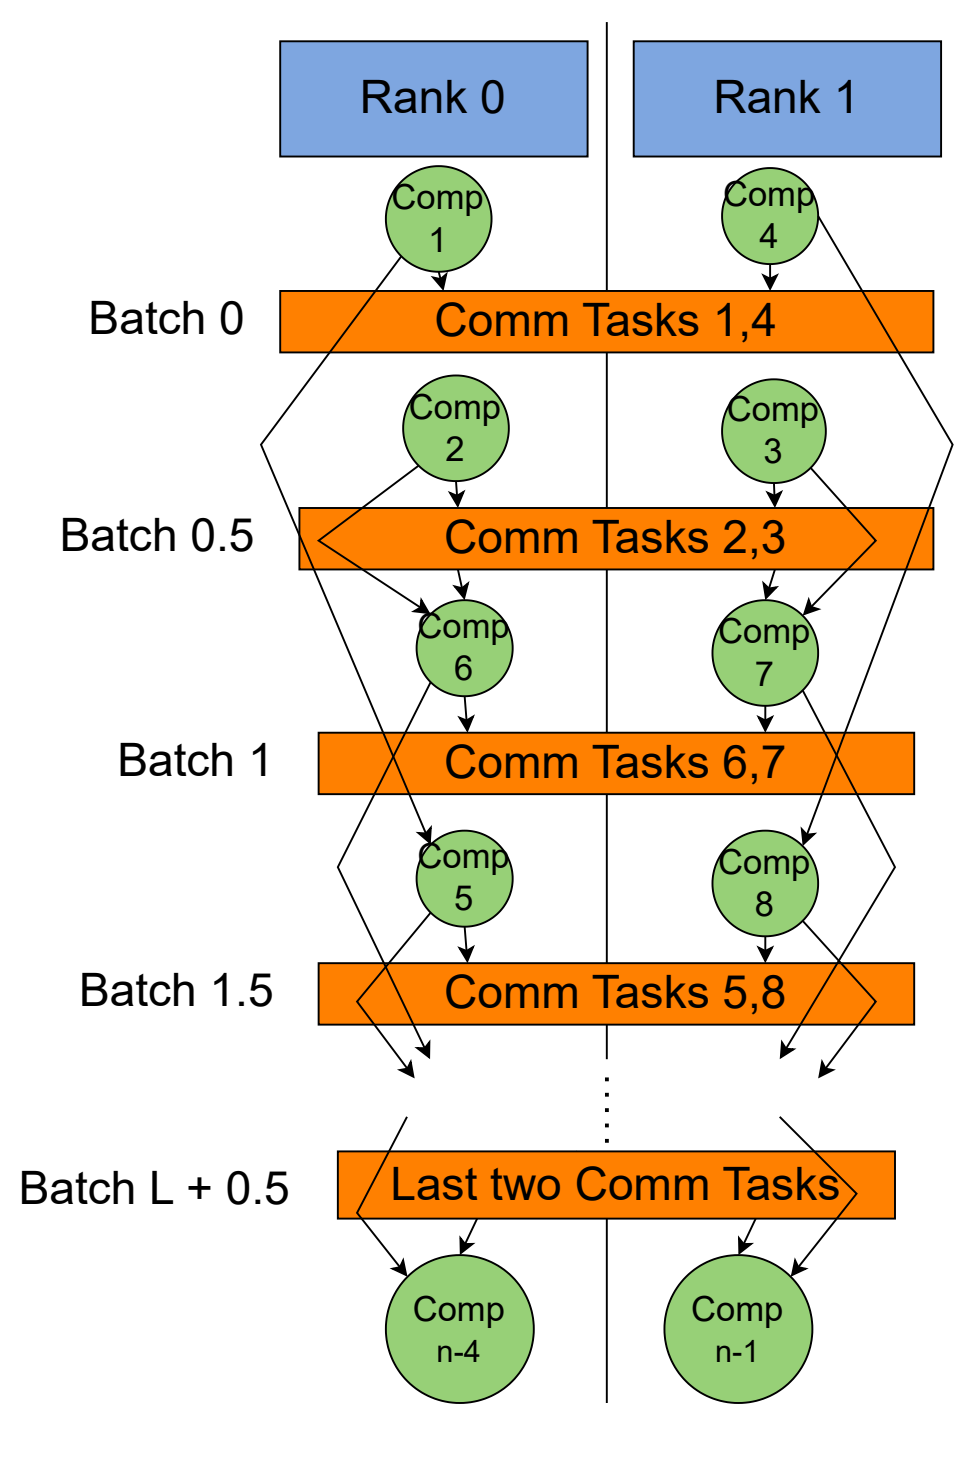 Rank 0
Rank 1
Comp
1
Comp
4
Batch 0
Comm Tasks 1,4
Comp
2
Comp
3
Batch 0.5
Comm Tasks 2,3
Comp
6
Comp
7
Batch 1
Comm Tasks 6,7
Comp
5
Comp
8
Batch 1.5
Comm Tasks 5,8
Batch L + 0.5
Last two Comm Tasks
Comp
n-4
Comp
n-1